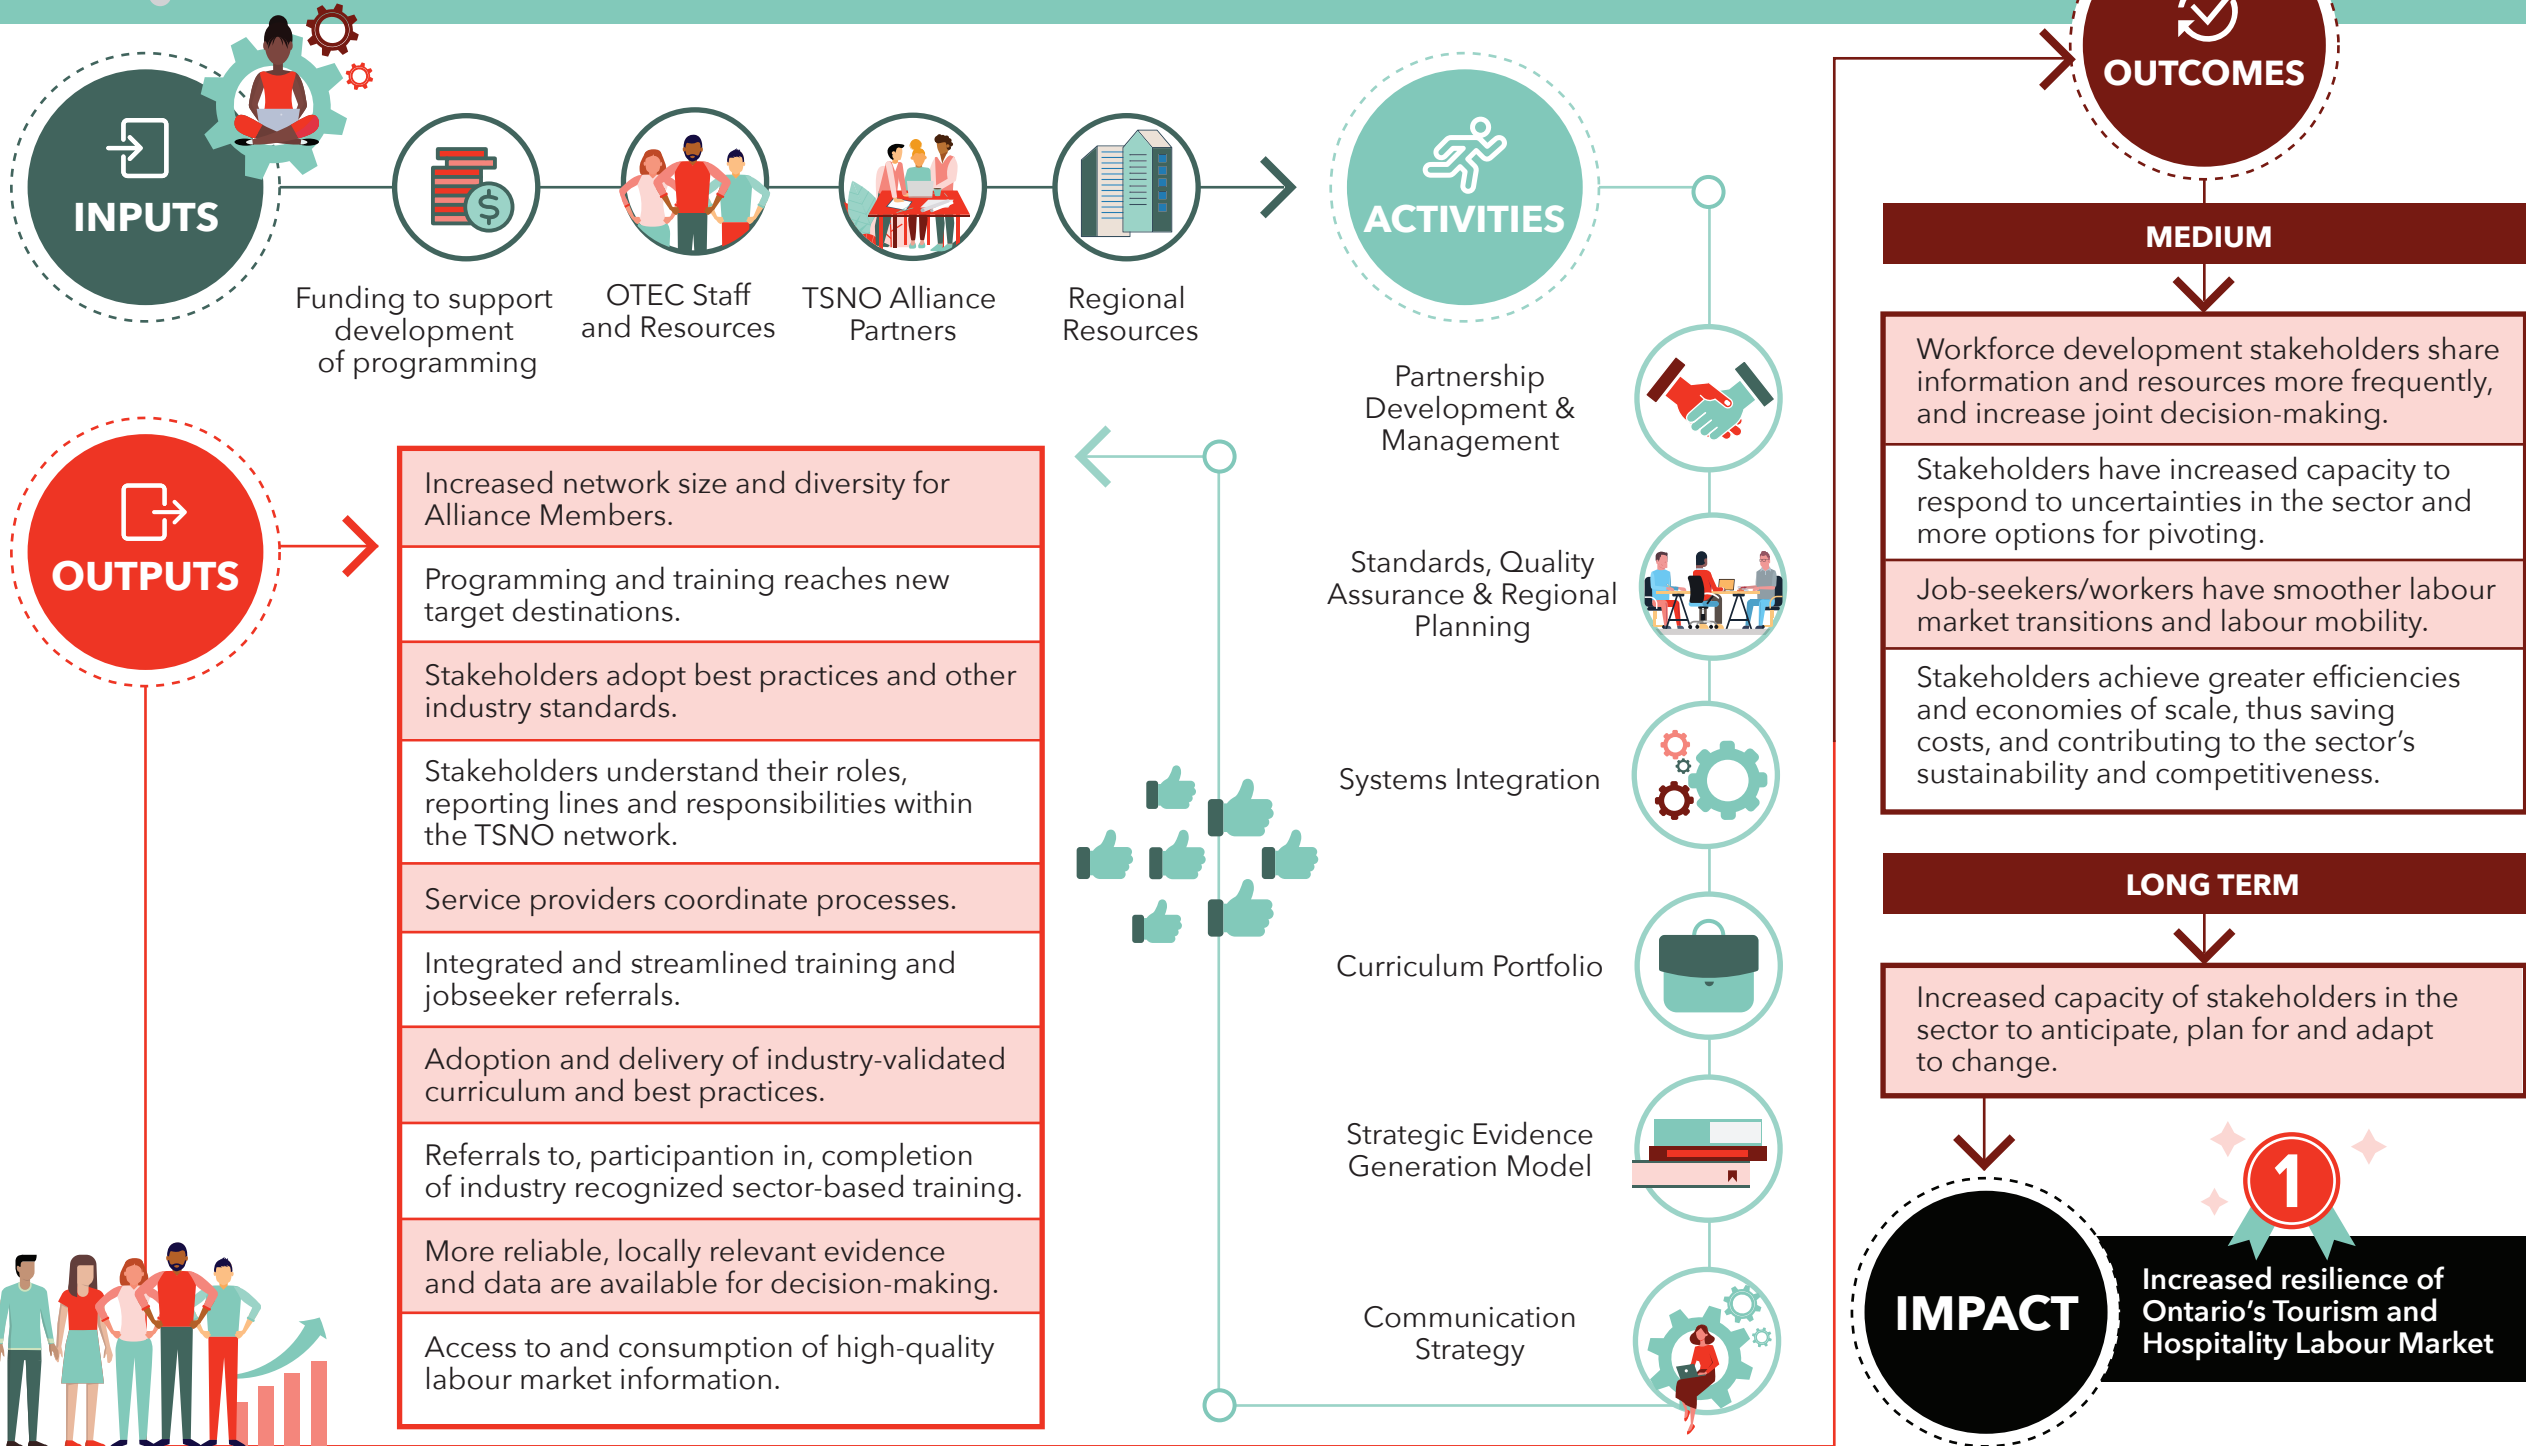 INPUTS
$
Funding to support
development
of programming
OTEC Staff
and Resources
TSNO Alliance
Partners
Regional
Resources
ACTIVITIES
Partnership
Development &
Management
Standards, Quality
Assurance & Regional
Planning
Systems Integration
Curriculum Portfolio
Strategic Evidence
Generation Model
Communication
Strategy
OUTPUTS
Increased network size and diversity for
Alliance Members.
Programming and training reaches new
target destinations.
Stakeholders adopt best practices and other
industry standards.
Stakeholders understand their roles,
reporting lines and responsibilities within
the TSNO network.
Service providers coordinate processes.
Integrated and streamlined training and
jobseeker referrals.
Adoption and delivery of industry-validated
curriculum and best practices.
Referrals to, participantion in, completion
of industry recognized sector-based training.
More reliable, locally relevant evidence
and data are available for decision-making.
Access to and consumption of high-quality
labour market information.
OUTCOMES
MEDIUM
Workforce development stakeholders share
information and resources more frequently,
and increase joint decision-making.
Stakeholders have increased capacity to
respond to uncertainties in the sector and
more options for pivoting.
Job-seekers/workers have smoother labour
market transitions and labour mobility.
Stakeholders achieve greater efficiencies
and economies of scale, thus saving
costs, and contributing to the sector’s
sustainability and competitiveness.
LONG TERM
Increased capacity of stakeholders in the
sector to anticipate, plan for and adapt
to change.
1
IMPACT
Increased resilience of
Ontario’s Tourism and
Hospitality Labour Market